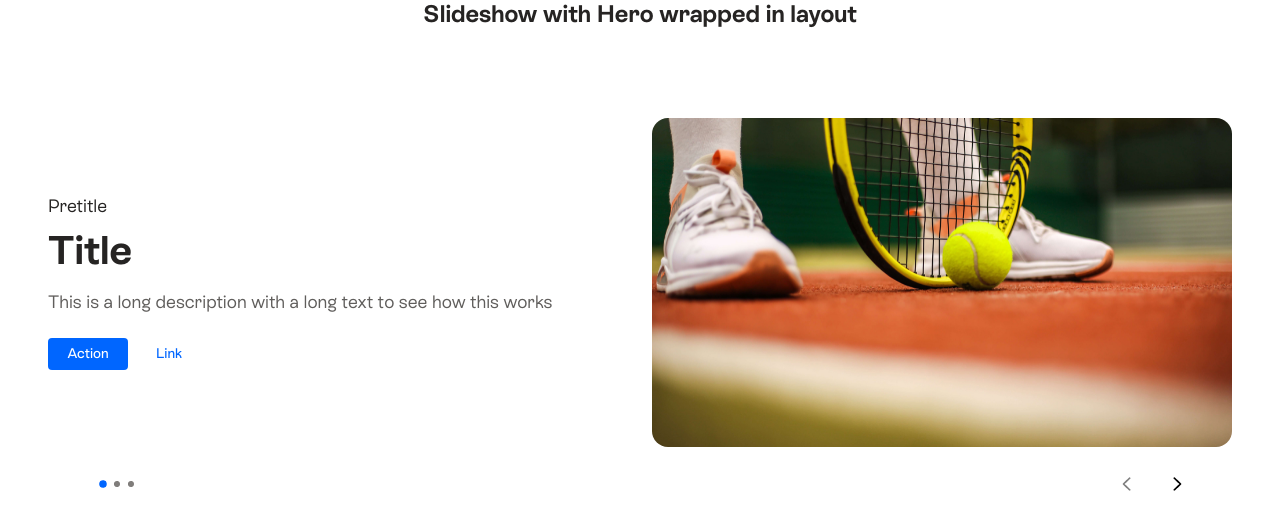 Slideshow with Hero wrapped in layout
Pretitle
Title
This is a long description with a long text to see how this works
Action
Link